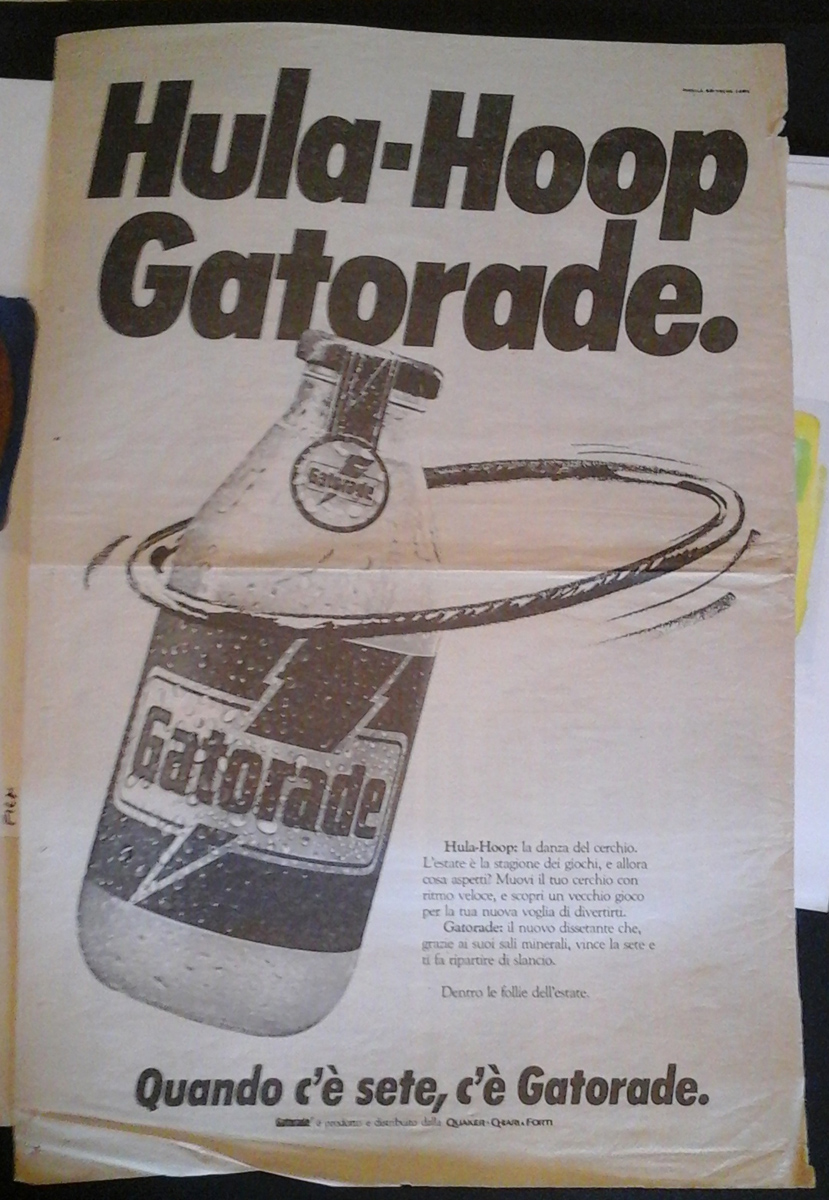 Hula-Hoop
Gatorade.
Gatorade
Gatorade
Hula-Hoop: la danza del cerchio.
L'estate è la stagione dei giochi, e allora
cosa aspetti? Muovi il tuo cerchio con
ritmo veloce, e scopri un vecchio gioco
per la tua nuova voglia di divertirti.
Gatorade: il nuovo dissetante che,
grazie ai suoi sali minerali, vince la sete e
ti fa ripartire di slancio.
Dentro le follie dell'estate.
Quando c'è sete, c'è Gatorade.
Gatorade è prodotto e distribuito dalla QUAKER-CHIARI & FORTI